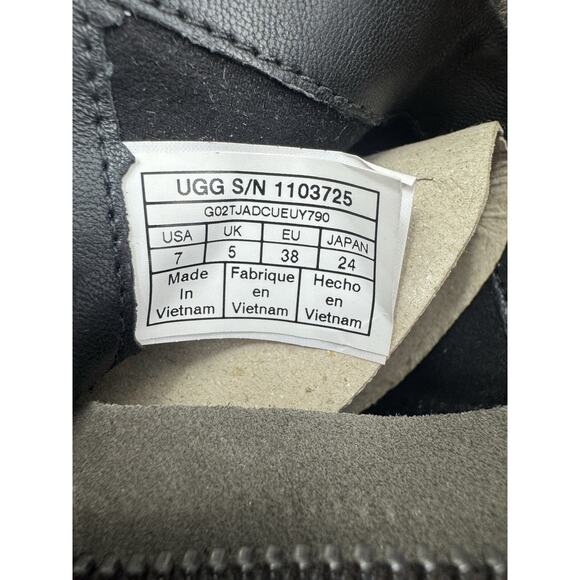 UGG S/N 1103725
G02TJADCUEUY790
USA UK EU JAPAN
7 5 38 24
Made Fabrique Hecho
In en en
Vietnam Vietnam Vietnam